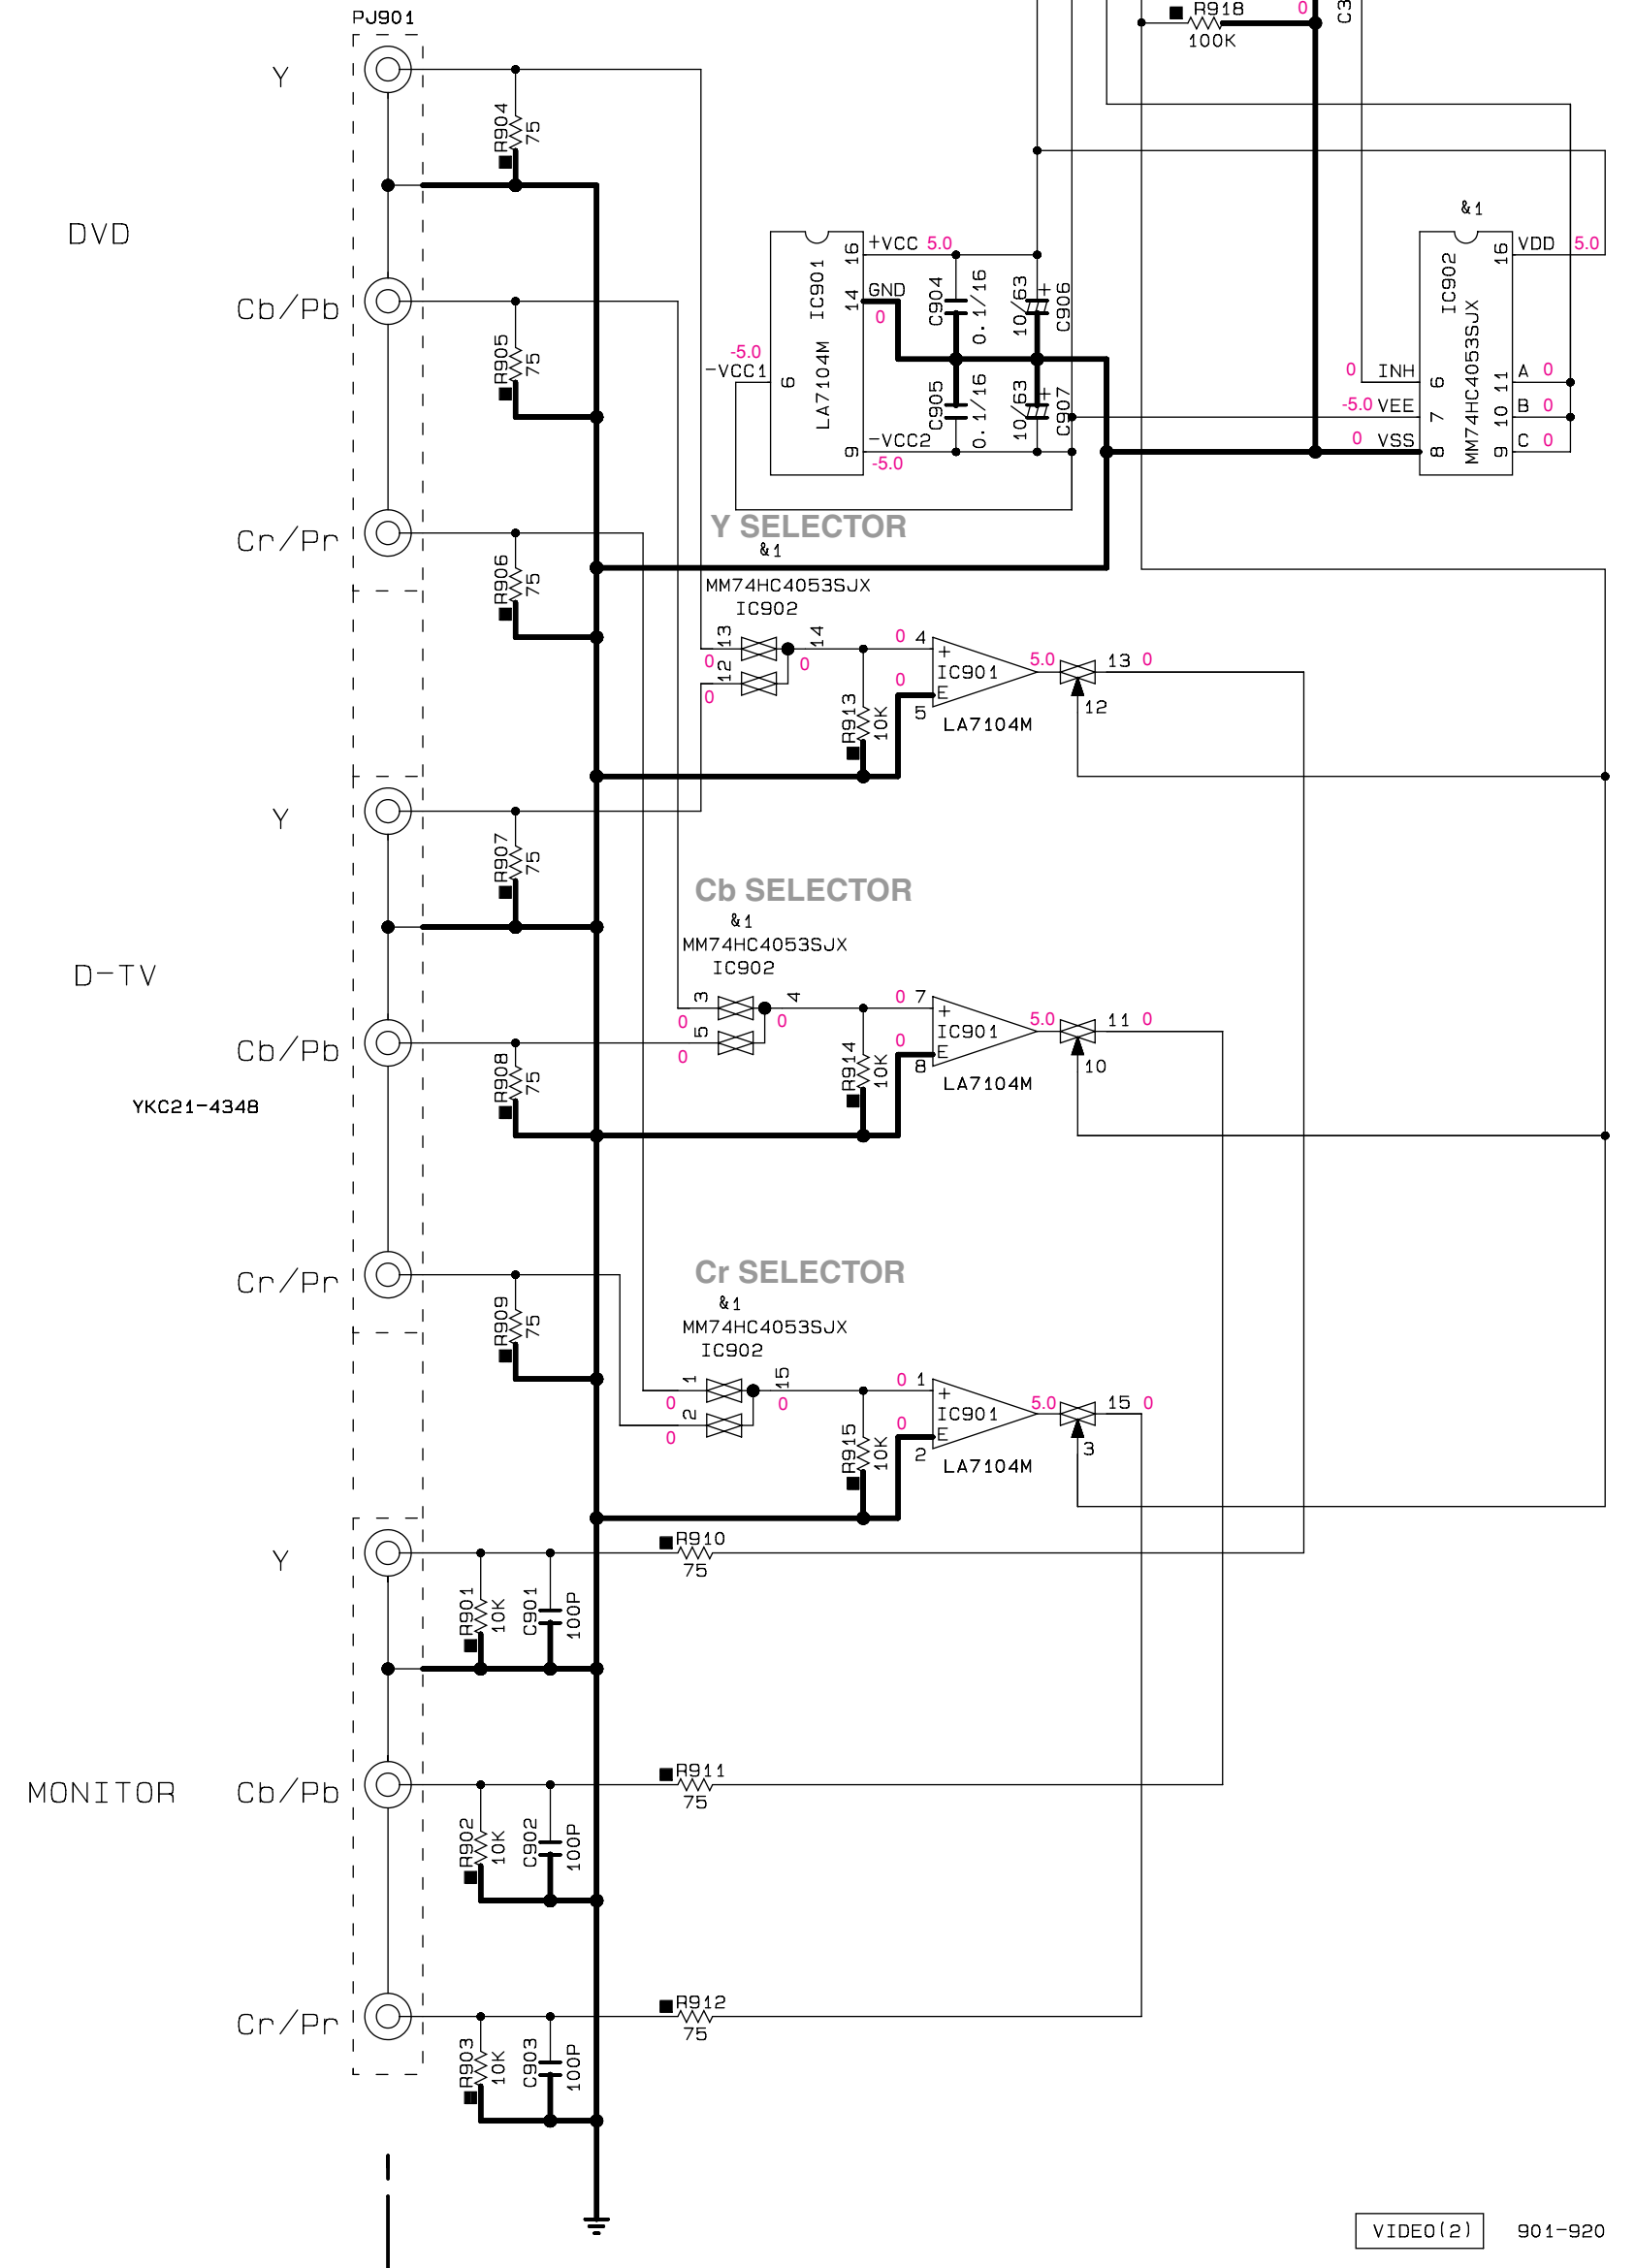 PJ901
R918
0
C3
100K
Y
R904
75
DVD
&1
+VCC 5.0
VDD 5.0
16
IC901
LA7104M
16
IC902
MM74HC4053SJX
GND
14
0
C904
0.1/16
10/63
+
C906
Cb/Pb
R905
75
-5.0
-VCC1
6
0 INH
6
11
A 0
C905
0.1/16
10/63
+
C907
-5.0 VEE
7
10
B 0
-VCC2
9
-5.0
0 VSS
8
9
C 0
Y SELECTOR
&1
MM74HC4053SJX
IC902
Cr/Pr
R906
75
13
0
12
0
14
0
0 4
+
IC901
0
E
5
LA7104M
5.0
13 0
12
R913
10K
Y
R907
75
Cb SELECTOR
&1
MM74HC4053SJX
IC902
D-TV
3
0
5
0
4
0
0 7
+
IC901
0
E
8
LA7104M
5.0
11 0
10
Cb/Pb
R908
75
R914
10K
YKC21-4348
Cr/Pr
R909
75
Cr SELECTOR
&1
MM74HC4053SJX
IC902
1
0
2
0
15
0
0 1
+
IC901
0
E
2
LA7104M
5.0
15 0
3
R915
10K
Y
R910
75
R901
10K
C901
100P
MONITOR
Cb/Pb
R911
75
R902
10K
C902
100P
Cr/Pr
R912
75
R903
10K
C903
100P
VIDEO(2) 901-920